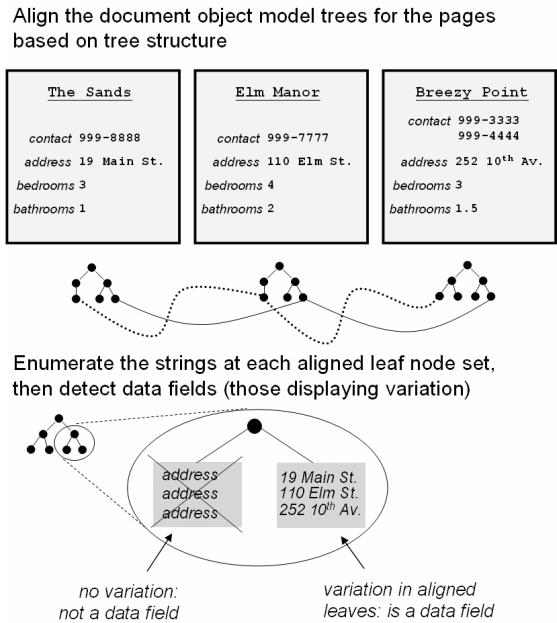 Align the document object model trees for the pages
based on tree structure
The Sands
contact 999-8888
address 19 Main St.
bedrooms 3
bathrooms 1
Elm Manor
contact 999-7777
address 110 Elm St.
bedrooms 4
bathrooms 2
Breezy Point
contact 999-3333
999-4444
address 252 10th Av.
bedrooms 3
bathrooms 1.5
Enumerate the strings at each aligned leaf node set,
then detect data fields (those displaying variation)
address
address
address
19 Main St.
110 Elm St.
252 10th Av.
no variation:
not a data field
variation in aligned
leaves: is a data field